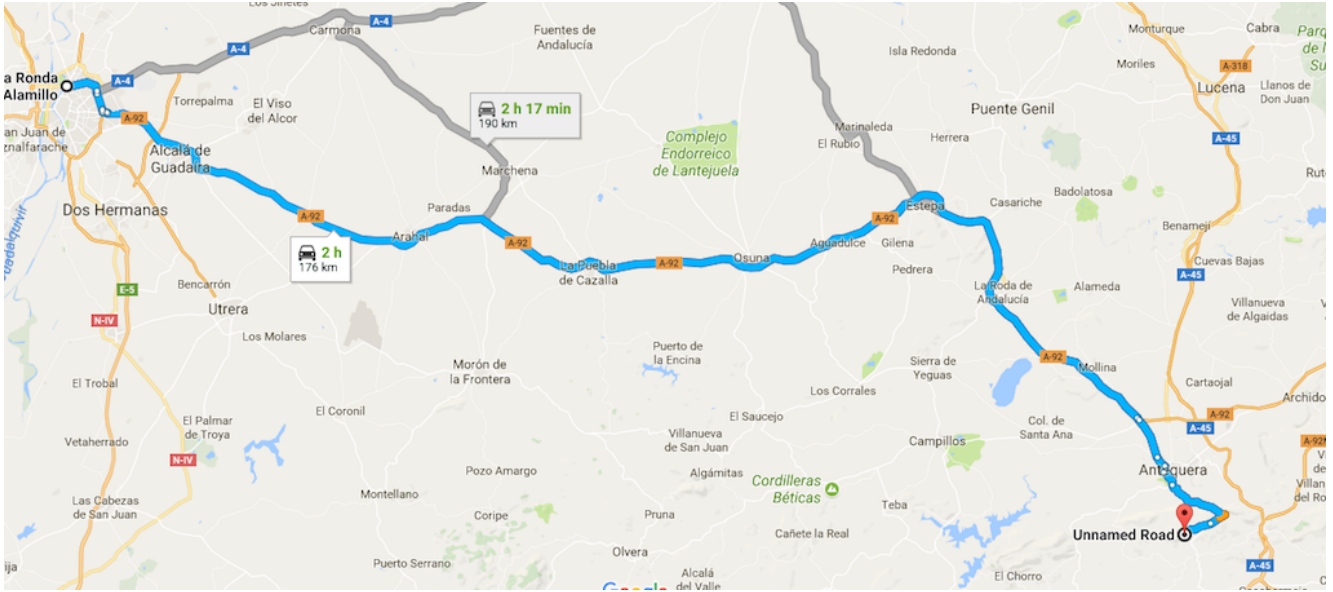 Los Jinetes
A-4
Carmona
Fuentes de
Andalucía
Monturque
Cabra
Moriles
Isla Redonda
A-4
A-318
Lucena
Llanos de
Don Juan
a Ronda
Alamillo
A-4
Torrepalma
El Viso
del Alcor
2 h 17 min
190 km
Puente Genil
A-92
Marinaleda
El Rubio
Herrera
A-45
Complejo
Endorreico
de Lantejuela
Alcalá de
Guadaira
Marchena
Badolatosa
Casariche
Estepa
Dos Hermanas
Paradas
A-92
A-92
Benamejí
Arahal
A-92
Aguadulce
Gilena
2 h
176 km
La Puebla
de Cazalla
A-92
Osuna
Pedrera
Cuevas Bajas
A-45
Bencarrón
E-5
La Roda de
Andalucía
Alameda
Villanueva
de Algaidas
Utrera
N-IV
Los Molares
Puerto de
la Encina
A-92
Mollina
Morón de
la Frontera
Sierra de
Yeguas
El Trobal
Los Corrales
Cartaojal
El Coronil
El Saucejo
A-92
El Palmar
de Troya
Col. de
Santa Ana
A-45
Vetaherrado
Villanueva
de San Juan
Campillos
N-IV
Pozo Amargo
Algámitas
Antequera
Cordilleras
Béticas
Montellano
Las Cabezas
de San Juan
Coripe
Pruna
Teba
Cañete la Real
Unnamed Road
Olvera
Puerto Serrano
Alcalá
del Valle
El Chorro
A-45
Google